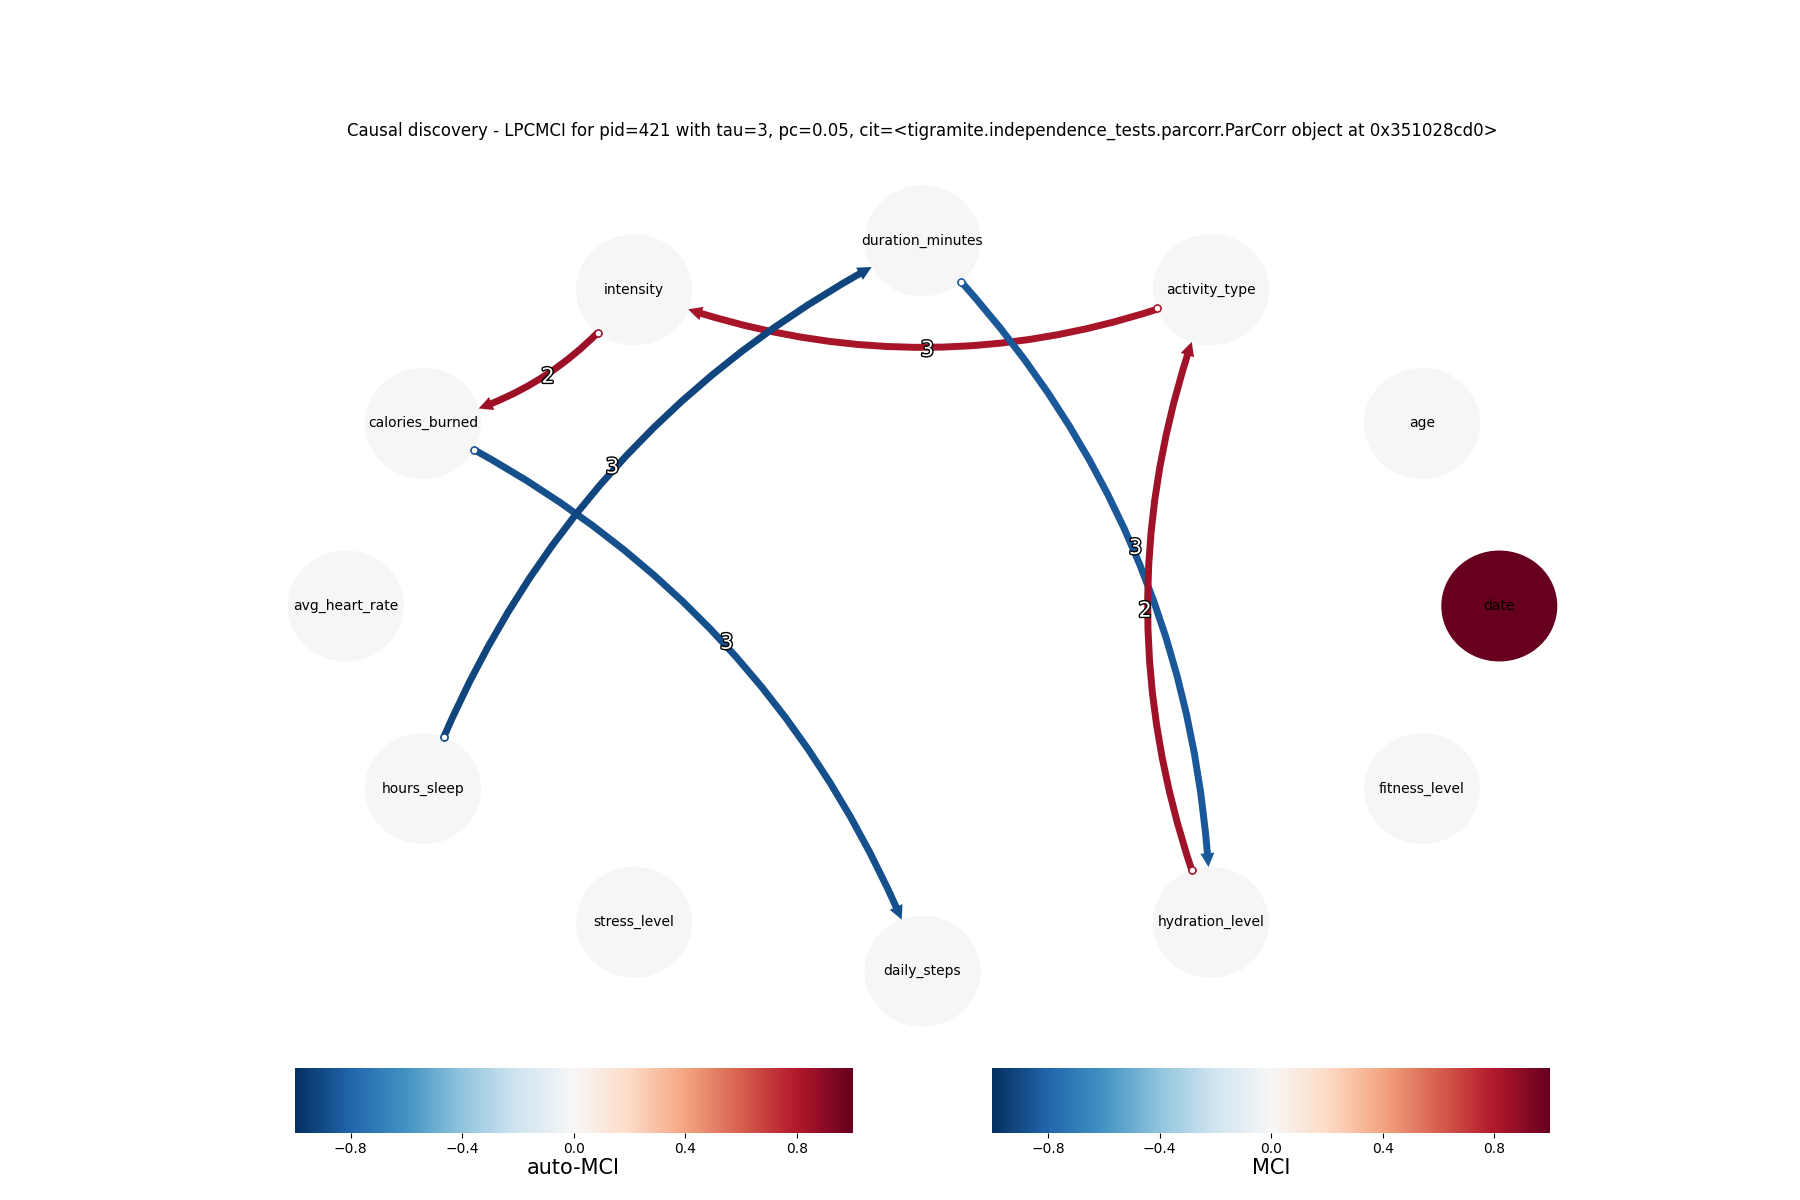 Causal discovery - LPCMCI for pid=421 with tau=3, pc=0.05, cit=<tigramite.independence_tests.parcorr.ParCorr object at 0x351028cd0>
duration_minutes
intensity
activity_type
3
2
calories_burned
age
3
3
avg_heart_rate
date
2
3
hours_sleep
fitness_level
stress_level
hydration_level
daily_steps
−0.8 −0.4 0.0 0.4 0.8
auto-MCI
−0.8 −0.4 0.0 0.4 0.8
MCI